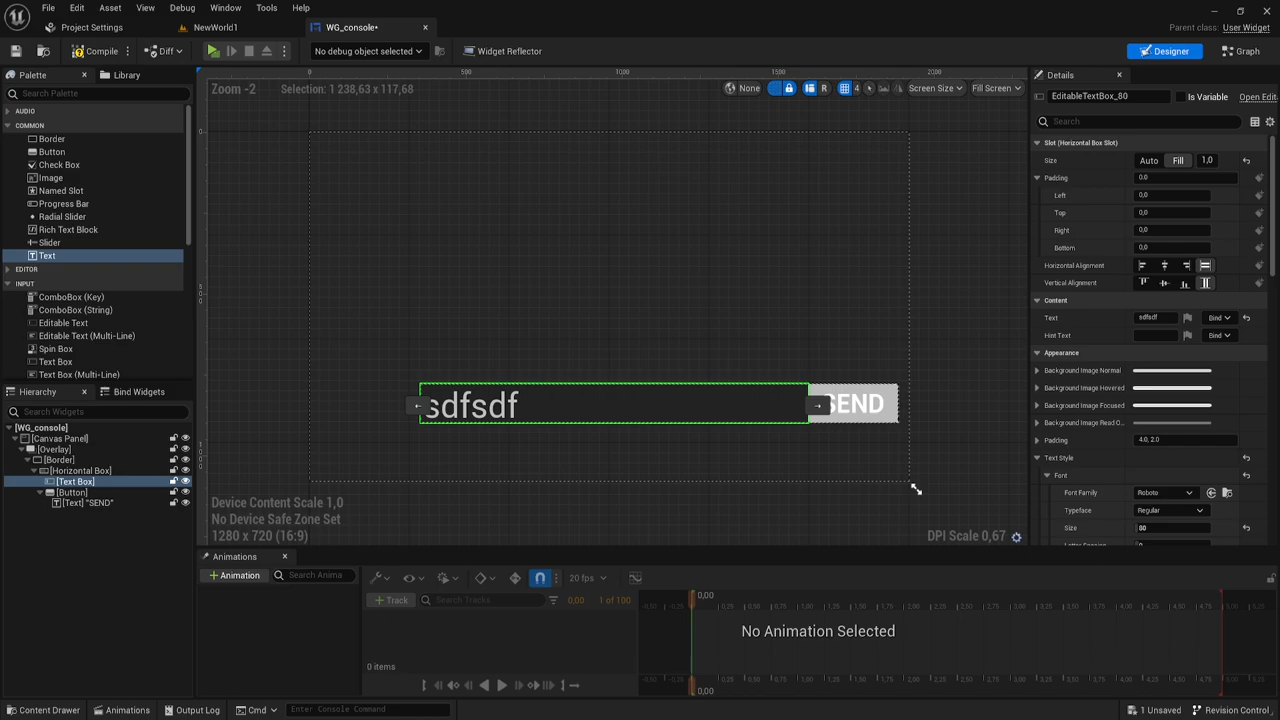 File Edit Asset View Debug Window Tools Help
Project Settings
NewWorld1
WG_console•
Parent class: User Widget
Compile
Diff
No debug object selected
Widget Reflector
Designer
Graph
Palette
Library
Search Palette
AUDIO
COMMON
Border
Button
Check Box
Image
Named Slot
Progress Bar
Radial Slider
Rich Text Block
Slider
Text
EDITOR
INPUT
ComboBox (Key)
ComboBox (String)
Editable Text
Editable Text (Multi-Line)
Spin Box
Text Box
Text Box (Multi-Line)
Hierarchy
Bind Widgets
Search Widgets
[WG_console]
[Canvas Panel]
[Overlay]
[Border]
[Horizontal Box]
[Text Box]
[Button]
[Text] "SEND"
0 500 1000 1500 2000
Zoom -2
Selection: 1 238,63 x 117,68
None
R
4
Screen Size
Fill Screen
sdfsdf
SEND
Device Content Scale 1,0
No Device Safe Zone Set
1280 x 720 (16:9)
DPI Scale 0,67
Details
EditableTextBox_80
Is Variable
Open Edit
Search
Slot (Horizontal Box Slot)
Size Auto Fill 1,0
Padding 0.0
Left 0,0
Top 0,0
Right 0,0
Bottom 0,0
Horizontal Alignment
Vertical Alignment
Content
Text sdfsdf Bind
Hint Text Bind
Appearance
Background Image Normal
Background Image Hovered
Background Image Focused
Background Image Read O
Padding 4.0, 2.0
Text Style
Font
Font Family Roboto
Typeface Regular
Size 80
Animations
Animation
Search Anima
20 fps
Track
Search Tracks
0,00
1 of 100
0,00
No Animation Selected
0 items
0,00
Content Drawer
Animations
Output Log
Cmd
Enter Console Command
1 Unsaved
Revision Control